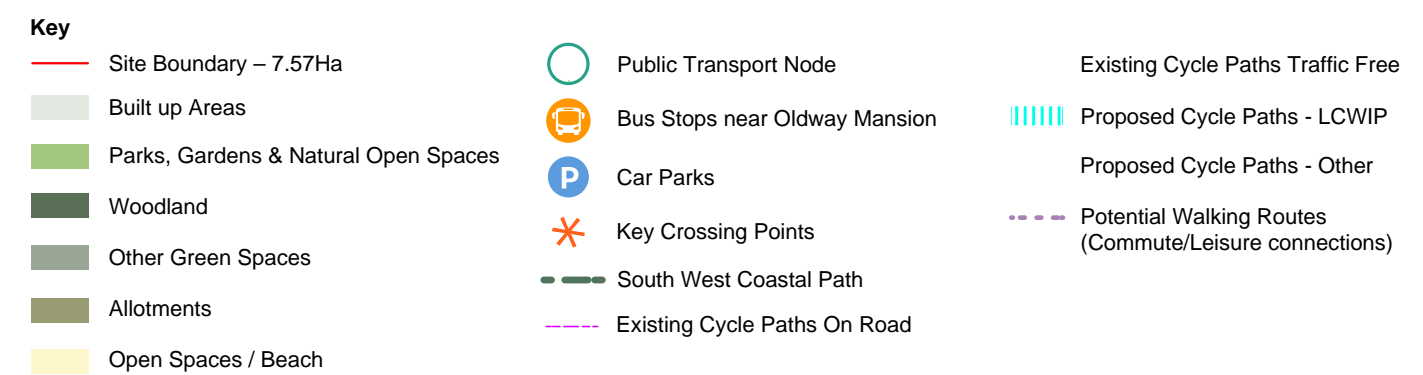 Key
Site Boundary – 7.57Ha
Built up Areas
Parks, Gardens & Natural Open Spaces
Woodland
Other Green Spaces
Allotments
Open Spaces / Beach
Public Transport Node
Bus Stops near Oldway Mansion
P
Car Parks
Key Crossing Points
South West Coastal Path
Existing Cycle Paths On Road
Existing Cycle Paths Traffic Free
Proposed Cycle Paths - LCWIP
Proposed Cycle Paths - Other
Potential Walking Routes
(Commute/Leisure connections)